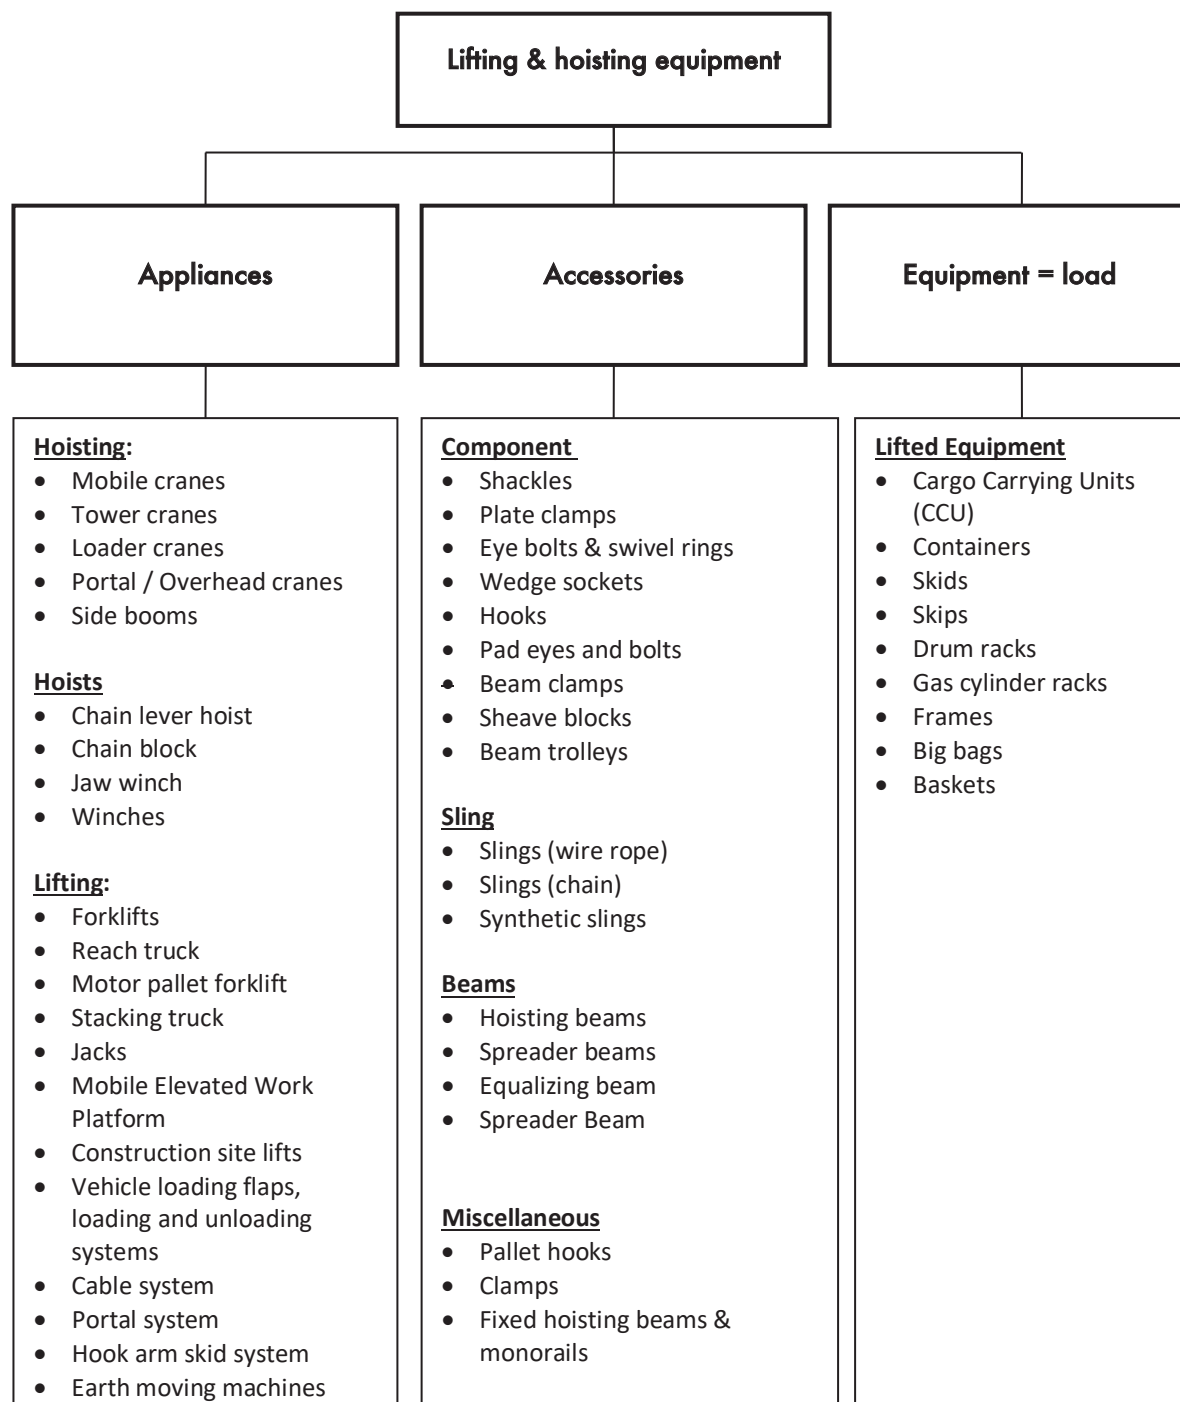 Lifting & hoisting equipment
Appliances
Accessories
Equipment = load
Hoisting:
• Mobile cranes
• Tower cranes
• Loader cranes
• Portal / Overhead cranes
• Side booms
Hoists
• Chain lever hoist
• Chain block
• Jaw winch
• Winches
Lifting:
• Forklifts
• Reach truck
• Motor pallet forklift
• Stacking truck
• Jacks
• Mobile Elevated Work
Platform
• Construction site lifts
• Vehicle loading flaps,
loading and unloading
systems
• Cable system
• Portal system
• Hook arm skid system
• Earth moving machines
Component
• Shackles
• Plate clamps
• Eye bolts & swivel rings
• Wedge sockets
• Hooks
• Pad eyes and bolts
• Beam clamps
• Sheave blocks
• Beam trolleys
Sling
• Slings (wire rope)
• Slings (chain)
• Synthetic slings
Beams
• Hoisting beams
• Spreader beams
• Equalizing beam
• Spreader Beam
Miscellaneous
• Pallet hooks
• Clamps
• Fixed hoisting beams &
monorails
Lifted Equipment
• Cargo Carrying Units
(CCU)
• Containers
• Skids
• Skips
• Drum racks
• Gas cylinder racks
• Frames
• Big bags
• Baskets